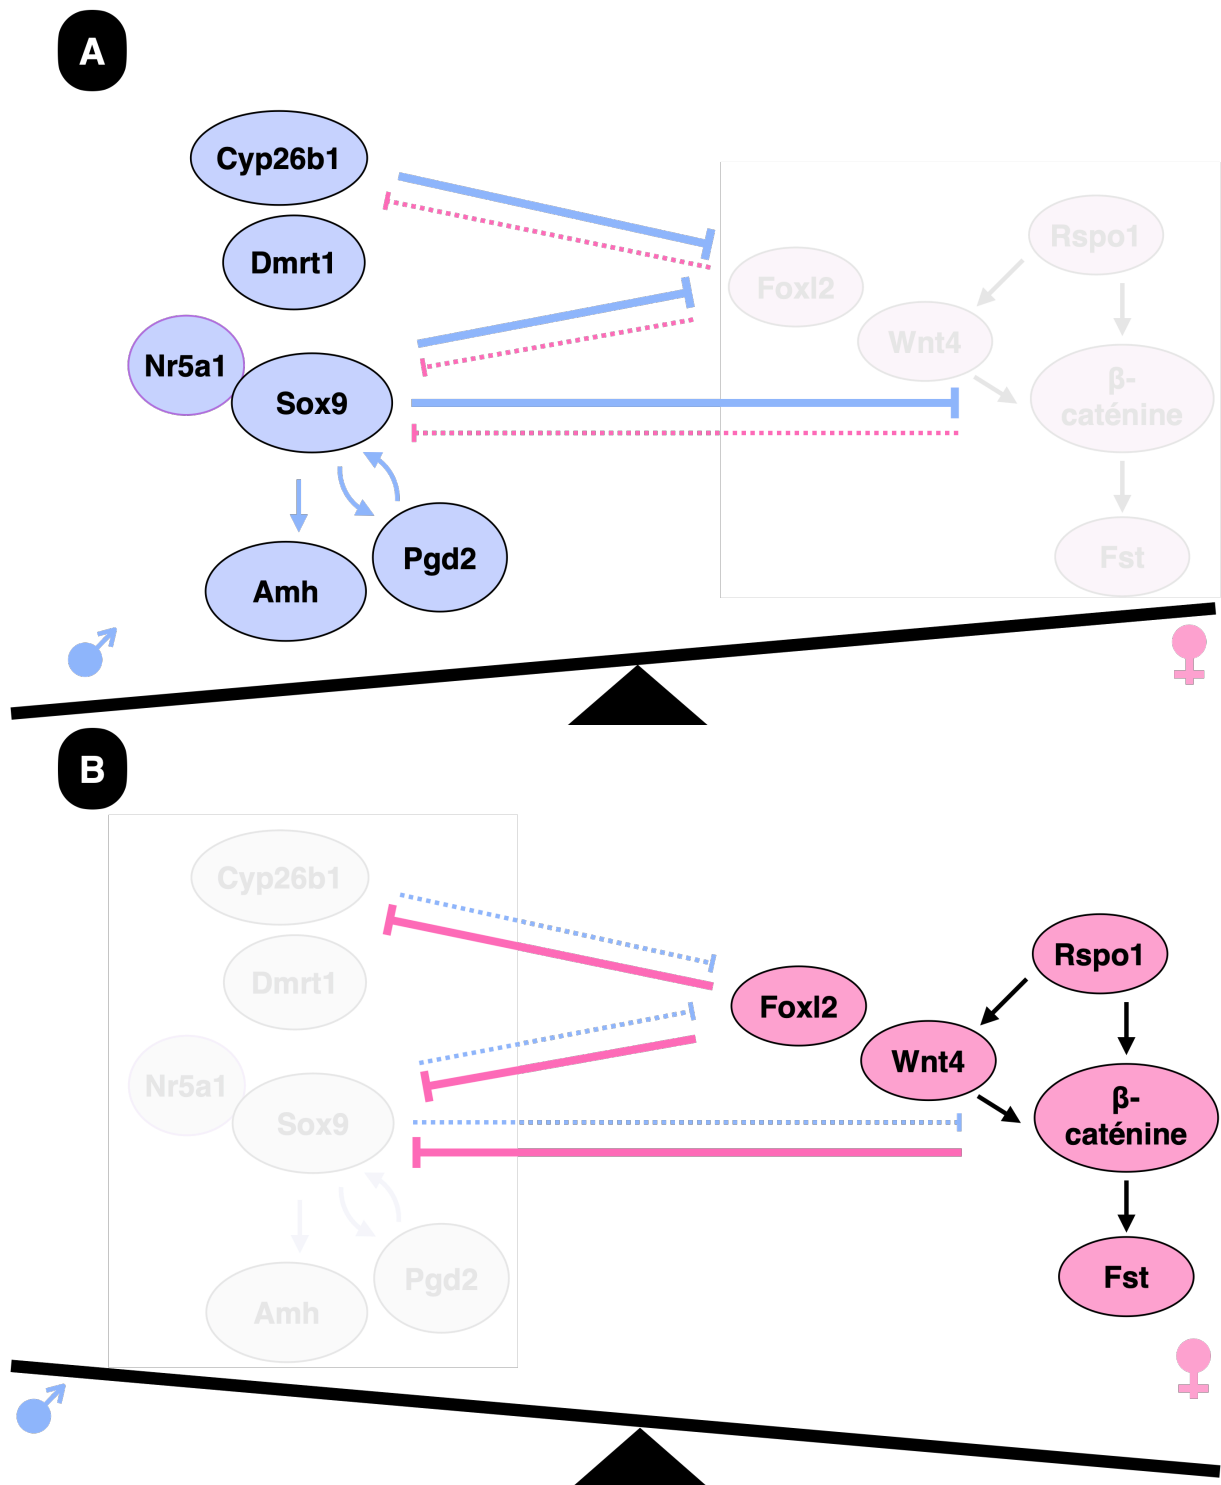 A
Cyp26b1
Dmrt1
Nr5a1
Sox9
Amh
Pgd2
Rspo1
Foxl2
Wnt4
β-
caténine
Fst
B
Cyp26b1
Dmrt1
Nr5a1
Sox9
Amh
Pgd2
Rspo1
Foxl2
Wnt4
β-
caténine
Fst